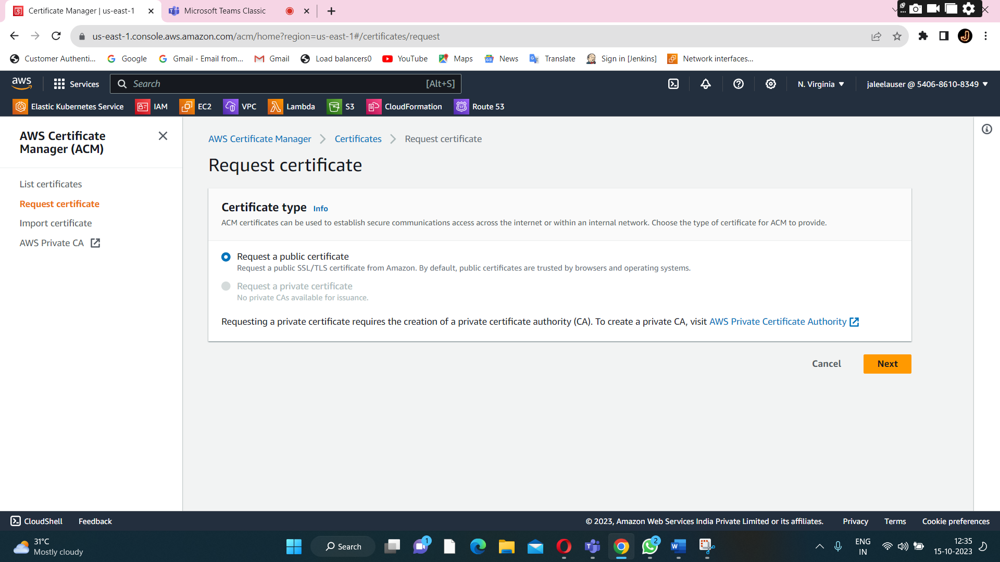 Certificate Manager | us-east-1
Microsoft Teams Classic
us-east-1.console.aws.amazon.com/acm/home?region=us-east-1#/certificates/request
Customer Authenti...
Google
Gmail - Email from...
Gmail
Load balancers0
YouTube
Maps
News
Translate
Sign in [Jenkins]
Network interfaces...
aws
Services
Search
[Alt+S]
N. Virginia
jaleelauser @ 5406-8610-8349
Elastic Kubernetes Service
IAM
EC2
VPC
Lambda
S3
CloudFormation
Route 53
AWS Certificate
Manager (ACM)
List certificates
Request certificate
Import certificate
AWS Private CA
AWS Certificate Manager
Certificates
Request certificate
Request certificate
Certificate type Info
ACM certificates can be used to establish secure communications access across the internet or within an internal network. Choose the type of certificate for ACM to provide.
Request a public certificate
Request a public SSL/TLS certificate from Amazon. By default, public certificates are trusted by browsers and operating systems.
Request a private certificate
No private CAs available for issuance.
Requesting a private certificate requires the creation of a private certificate authority (CA). To create a private CA, visit AWS Private Certificate Authority
Cancel
Next
CloudShell
Feedback
© 2023, Amazon Web Services India Private Limited or its affiliates.
Privacy
Terms
Cookie preferences
31°C
Mostly cloudy
Search
1
2
ENG
IN
12:35
15-10-2023